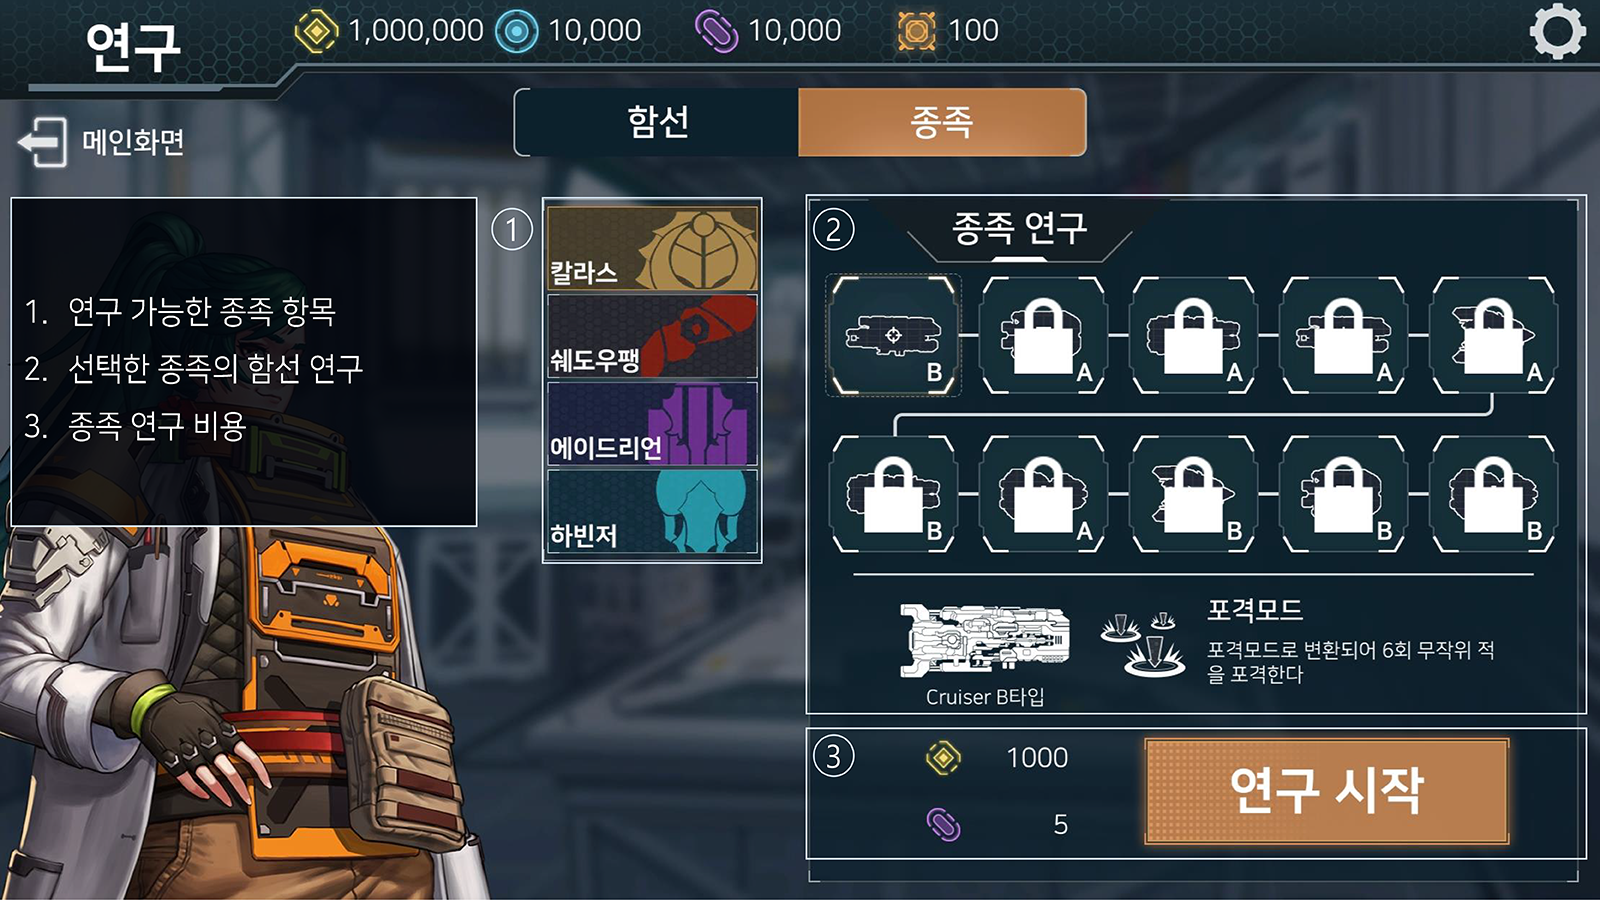 연구
1,000,000
10,000
10,000
100
메인화면
함선
종족
1. 연구 가능한 종족 항목
2. 선택한 종족의 함선 연구
3. 종족 연구 비용
①
칼라스
쉐도우팽
에이드리언
하빈저
②
종족 연구
B
A
A
A
A
B
A
B
B
B
Cruiser B타입
포격모드
포격모드로 변환되어 6회 무작위 적
을 포격한다
③
1000
5
연구 시작